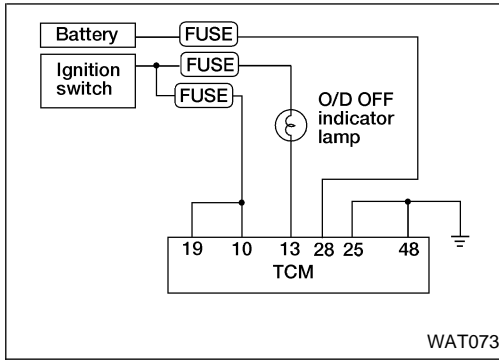 Battery
FUSE
Ignition
switch
FUSE
FUSE
O/D OFF
indicator
lamp
19 10 13 28 25 48
TCM
WAT073